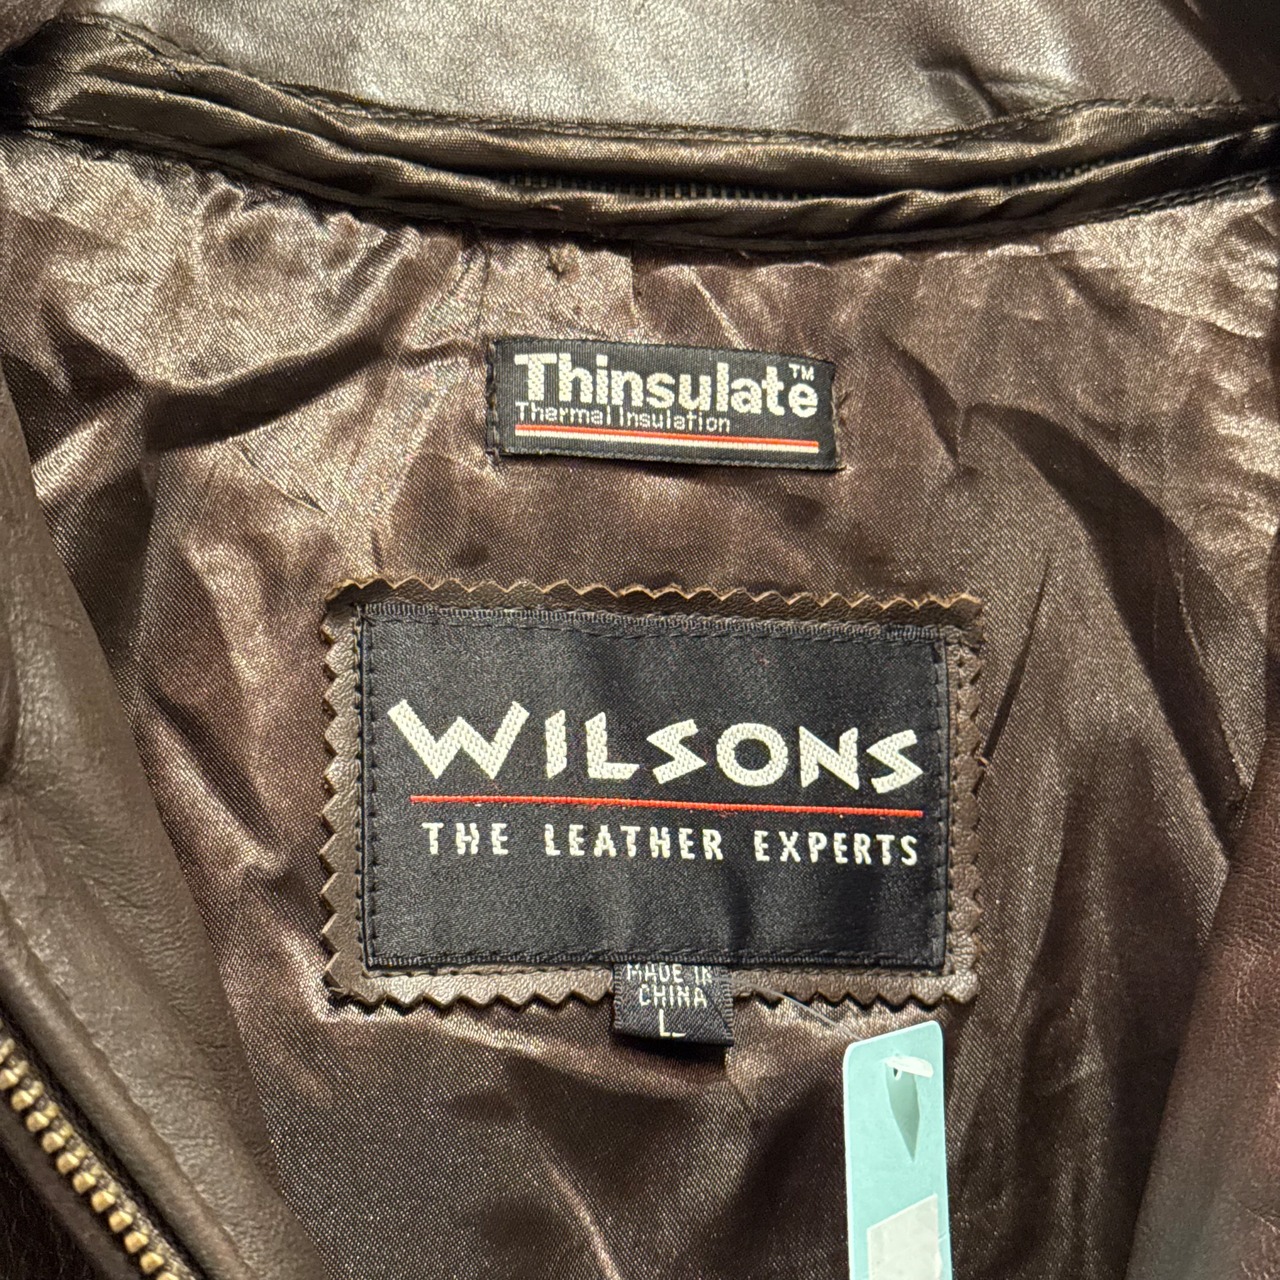 Thinsulate™
Thermal Insulation
WILSONS
THE LEATHER EXPERTS
MADE IN
CHINA
L